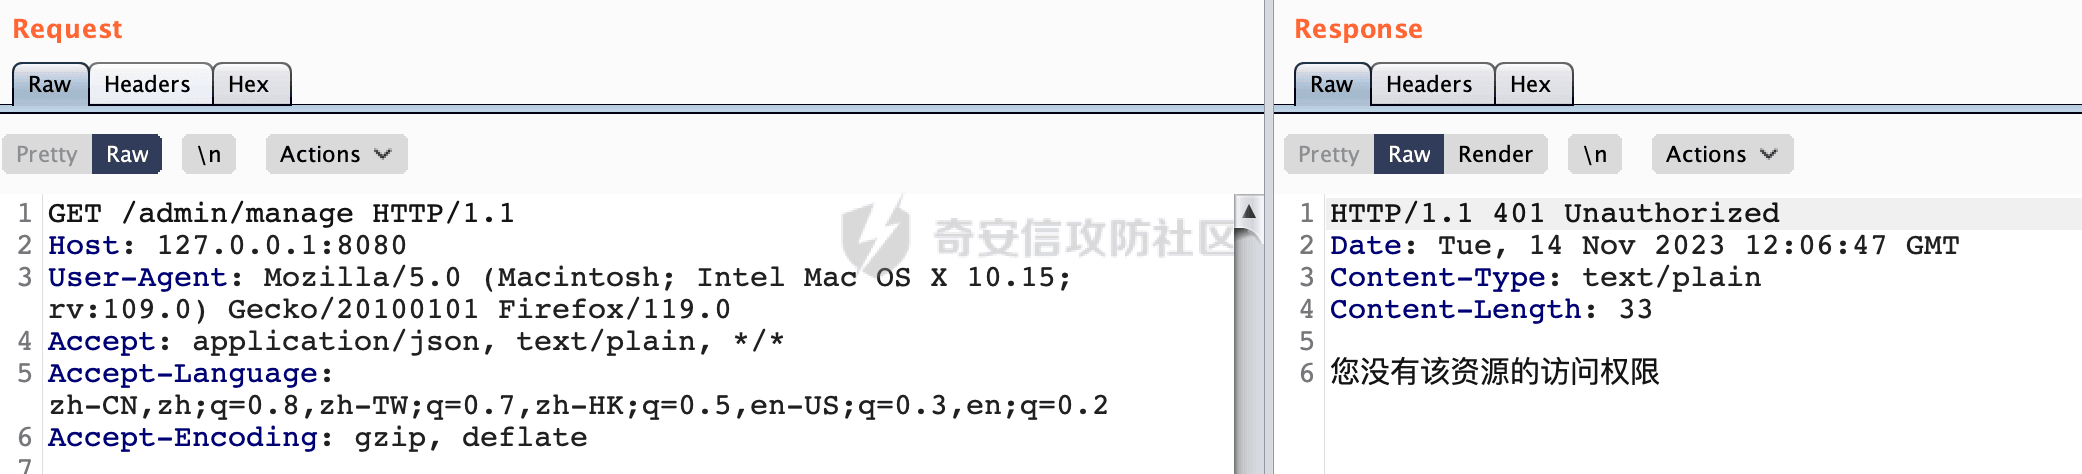 Request
Raw Headers Hex
Pretty Raw \n Actions
1 GET /admin/manage HTTP/1.1
2 Host: 127.0.0.1:8080
3 User-Agent: Mozilla/5.0 (Macintosh; Intel Mac OS X 10.15;
rv:109.0) Gecko/20100101 Firefox/119.0
4 Accept: application/json, text/plain, */*
5 Accept-Language:
zh-CN,zh;q=0.8,zh-TW;q=0.7,zh-HK;q=0.5,en-US;q=0.3,en;q=0.2
6 Accept-Encoding: gzip, deflate
7
奇安信攻防社区
Response
Raw Headers Hex
Pretty Raw Render \n Actions
1 HTTP/1.1 401 Unauthorized
2 Date: Tue, 14 Nov 2023 12:06:47 GMT
3 Content-Type: text/plain
4 Content-Length: 33
5
6 您没有该资源的访问权限